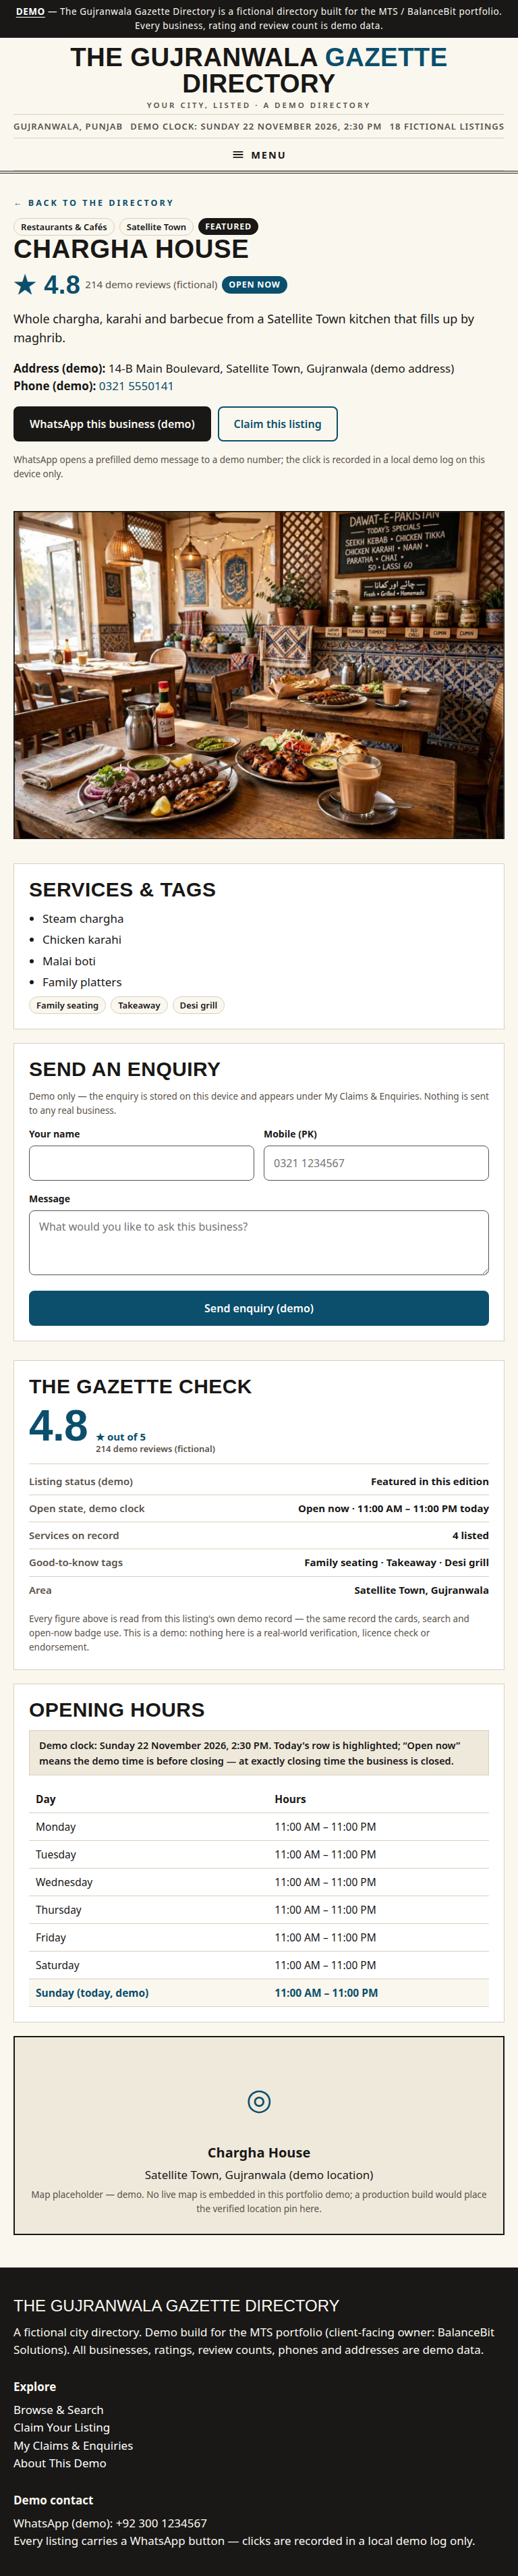 DEMO — The Gujranwala Gazette Directory is a fictional directory built for the MTS / BalanceBit portfolio.
Every business, rating and review count is demo data.
THE GUJRANWALA GAZETTE
DIRECTORY
YOUR CITY, LISTED · A DEMO DIRECTORY
GUJRANWALA, PUNJAB DEMO CLOCK: SUNDAY 22 NOVEMBER 2026, 2:30 PM 18 FICTIONAL LISTINGS
≡ MENU
← BACK TO THE DIRECTORY
Restaurants & Cafés Satellite Town FEATURED
CHARGHA HOUSE
★ 4.8 214 demo reviews (fictional) OPEN NOW
Whole chargha, karahi and barbecue from a Satellite Town kitchen that fills up by
maghrib.
Address (demo): 14-B Main Boulevard, Satellite Town, Gujranwala (demo address)
Phone (demo): 0321 5550141
WhatsApp this business (demo) Claim this listing
WhatsApp opens a prefilled demo message to a demo number; the click is recorded in a local demo log on this
device only.
DAWAT-E-PAKISTAN
TODAY'S SPECIALS
SEEKH KEBAB • CHICKEN TIKKA
CHICKEN KARAHI • NAAN •
PAKORA • CHAI •
50 • LASSI 60
چائے اور کھانا
Fresh • Grilled • Homemade
TURMERIC
CUMIN CUMIN
SERVICES & TAGS
• Steam chargha
• Chicken karahi
• Malai boti
• Family platters
Family seating Takeaway Desi grill
SEND AN ENQUIRY
Demo only — the enquiry is stored on this device and appears under My Claims & Enquiries. Nothing is sent
to any real business.
Your name Mobile (PK)
0321 1234567
Message
What would you like to ask this business?
Send enquiry (demo)
THE GAZETTE CHECK
4.8 ★ out of 5
214 demo reviews (fictional)
Listing status (demo) Featured in this edition
Open state, demo clock Open now · 11:00 AM – 11:00 PM today
Services on record 4 listed
Good-to-know tags Family seating · Takeaway · Desi grill
Area Satellite Town, Gujranwala
Every figure above is read from this listing's own demo record — the same record the cards, search and
open-now badge use. This is a demo: nothing here is a real-world verification, licence check or
endorsement.
OPENING HOURS
Demo clock: Sunday 22 November 2026, 2:30 PM. Today's row is highlighted; “Open now”
means the demo time is before closing — at exactly closing time the business is closed.
Day Hours
Monday 11:00 AM – 11:00 PM
Tuesday 11:00 AM – 11:00 PM
Wednesday 11:00 AM – 11:00 PM
Thursday 11:00 AM – 11:00 PM
Friday 11:00 AM – 11:00 PM
Saturday 11:00 AM – 11:00 PM
Sunday (today, demo) 11:00 AM – 11:00 PM
Chargha House
Satellite Town, Gujranwala (demo location)
Map placeholder — demo. No live map is embedded in this portfolio demo; a production build would place
the verified location pin here.
THE GUJRANWALA GAZETTE DIRECTORY
A fictional city directory. Demo build for the MTS portfolio (client-facing owner: BalanceBit
Solutions). All businesses, ratings, review counts, phones and addresses are demo data.
Explore
Browse & Search
Claim Your Listing
My Claims & Enquiries
About This Demo
Demo contact
WhatsApp (demo): +92 300 1234567
Every listing carries a WhatsApp button — clicks are recorded in a local demo log only.